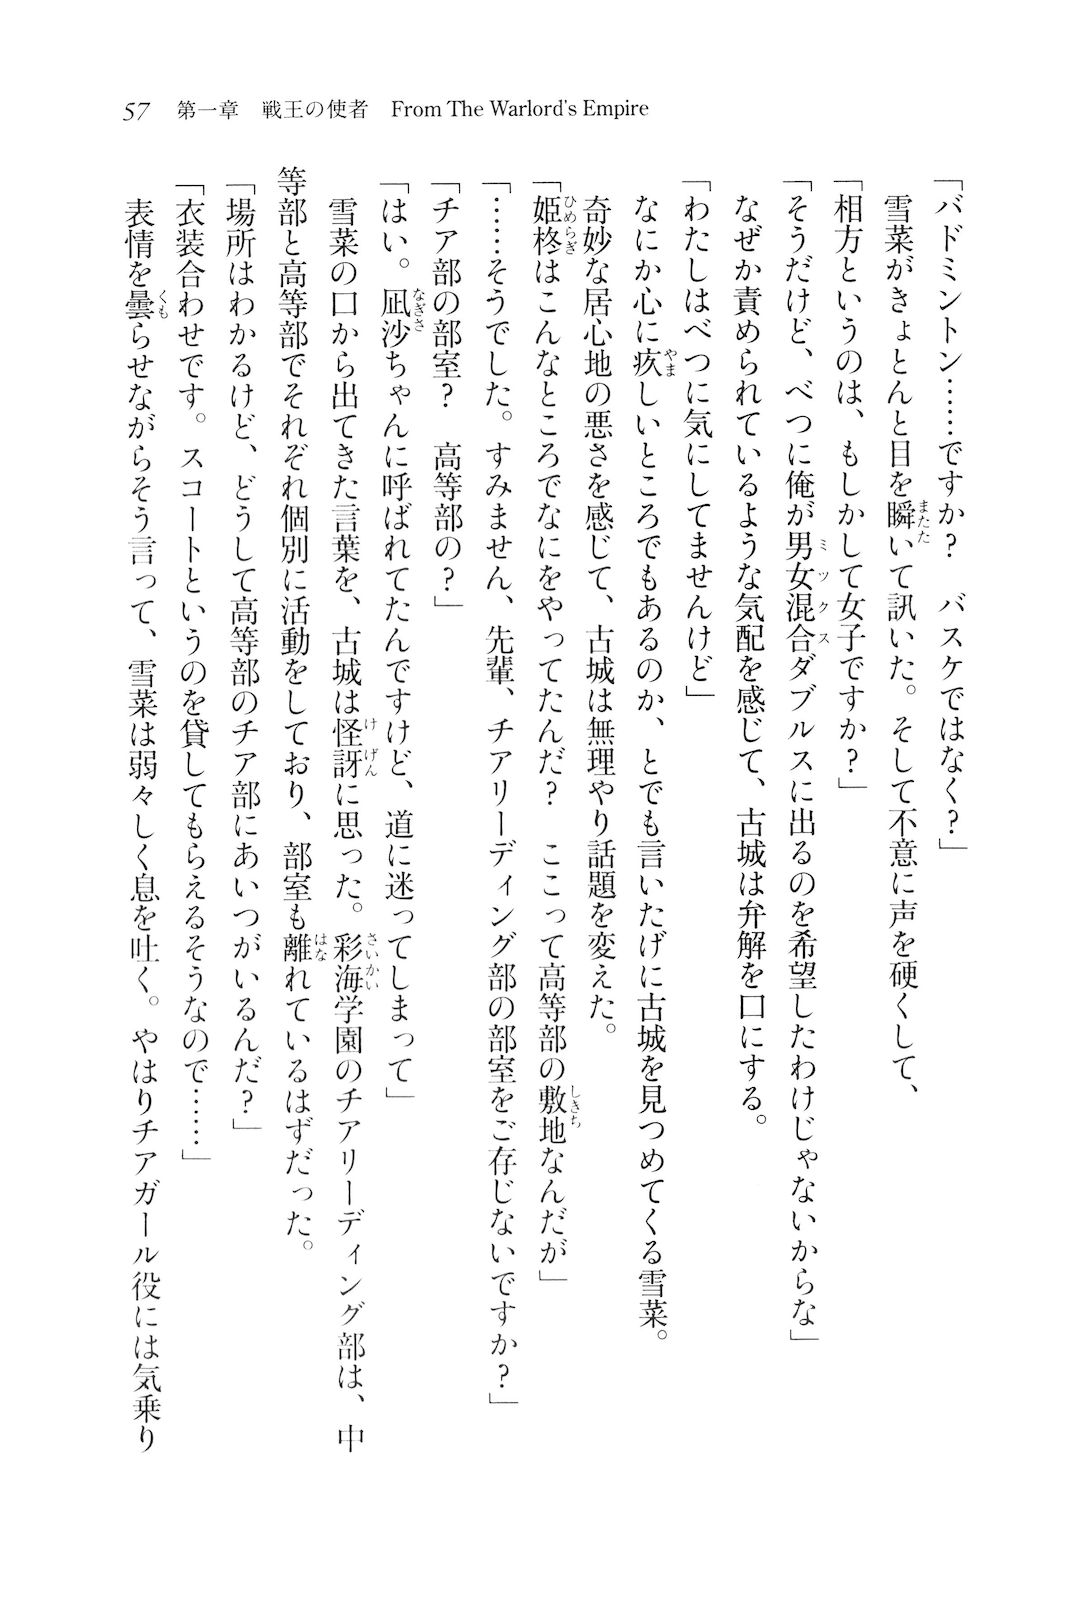 57　第一章　戦王の使者　From The Warlord's Empire
「バドミントン……ですか？　バスケではなく？」
　雪菜がきょとんと目を瞬いて訊いた。そして不意に声を硬くして、
「相方というのは、もしかして女子ですか？」
「そうだけど、べつに俺が男女混合ダブルスに出るのを希望したわけじゃないからな」
　なぜか責められているような気配を感じて、古城は弁解を口にする。
「わたしはべつに気にしてませんけど」
　なにか心に疚しいところでもあるのか、とでも言いたげに古城を見つめてくる雪菜。
　奇妙な居心地の悪さを感じて、古城は無理やり話題を変えた。
「姫柊はこんなところでなにをやってたんだ？　ここって高等部の敷地なんだが」
「……そうでした。すみません、先輩、チアリーディング部の部室をご存じないですか？」
「チア部の部室？　高等部の？」
「はい。凪沙ちゃんに呼ばれてたんですけど、道に迷ってしまって」
　雪菜の口から出てきた言葉を、古城は怪訝に思った。彩海学園のチアリーディング部は、中
等部と高等部でそれぞれ個別に活動をしており、部室も離れているはずだった。
「場所はわかるけど、どうして高等部のチア部にあいつがいるんだ？」
「衣装合わせです。スコートというのを貸してもらえるそうなので……」
　表情を曇らせながらそう言って、雪菜は弱々しく息を吐く。やはりチアガール役には気乗り